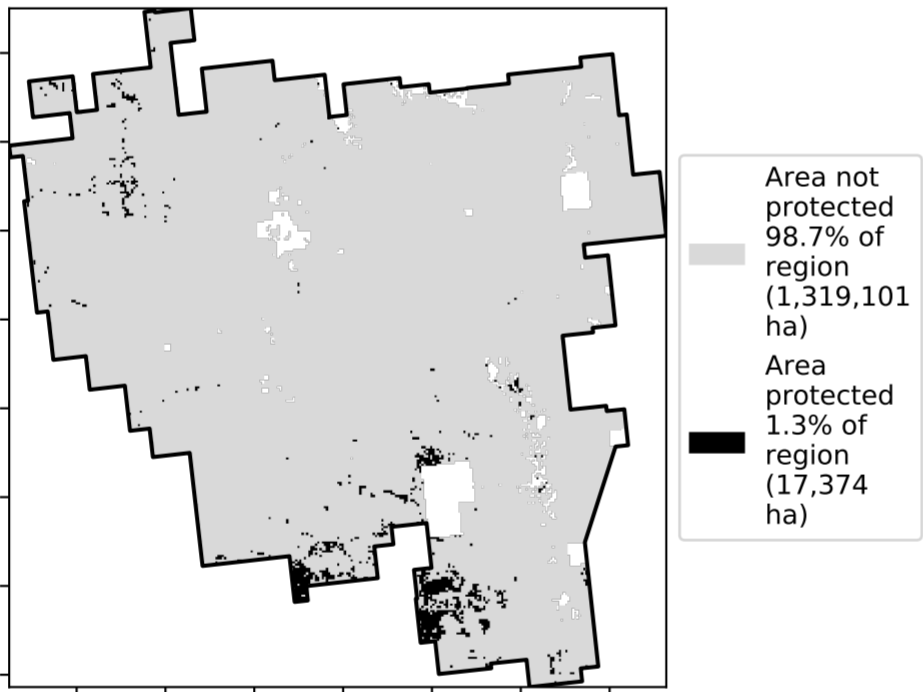 Area not
protected
98.7% of
region
(1,319,101
ha)
Area
protected
1.3% of
region
(17,374
ha)